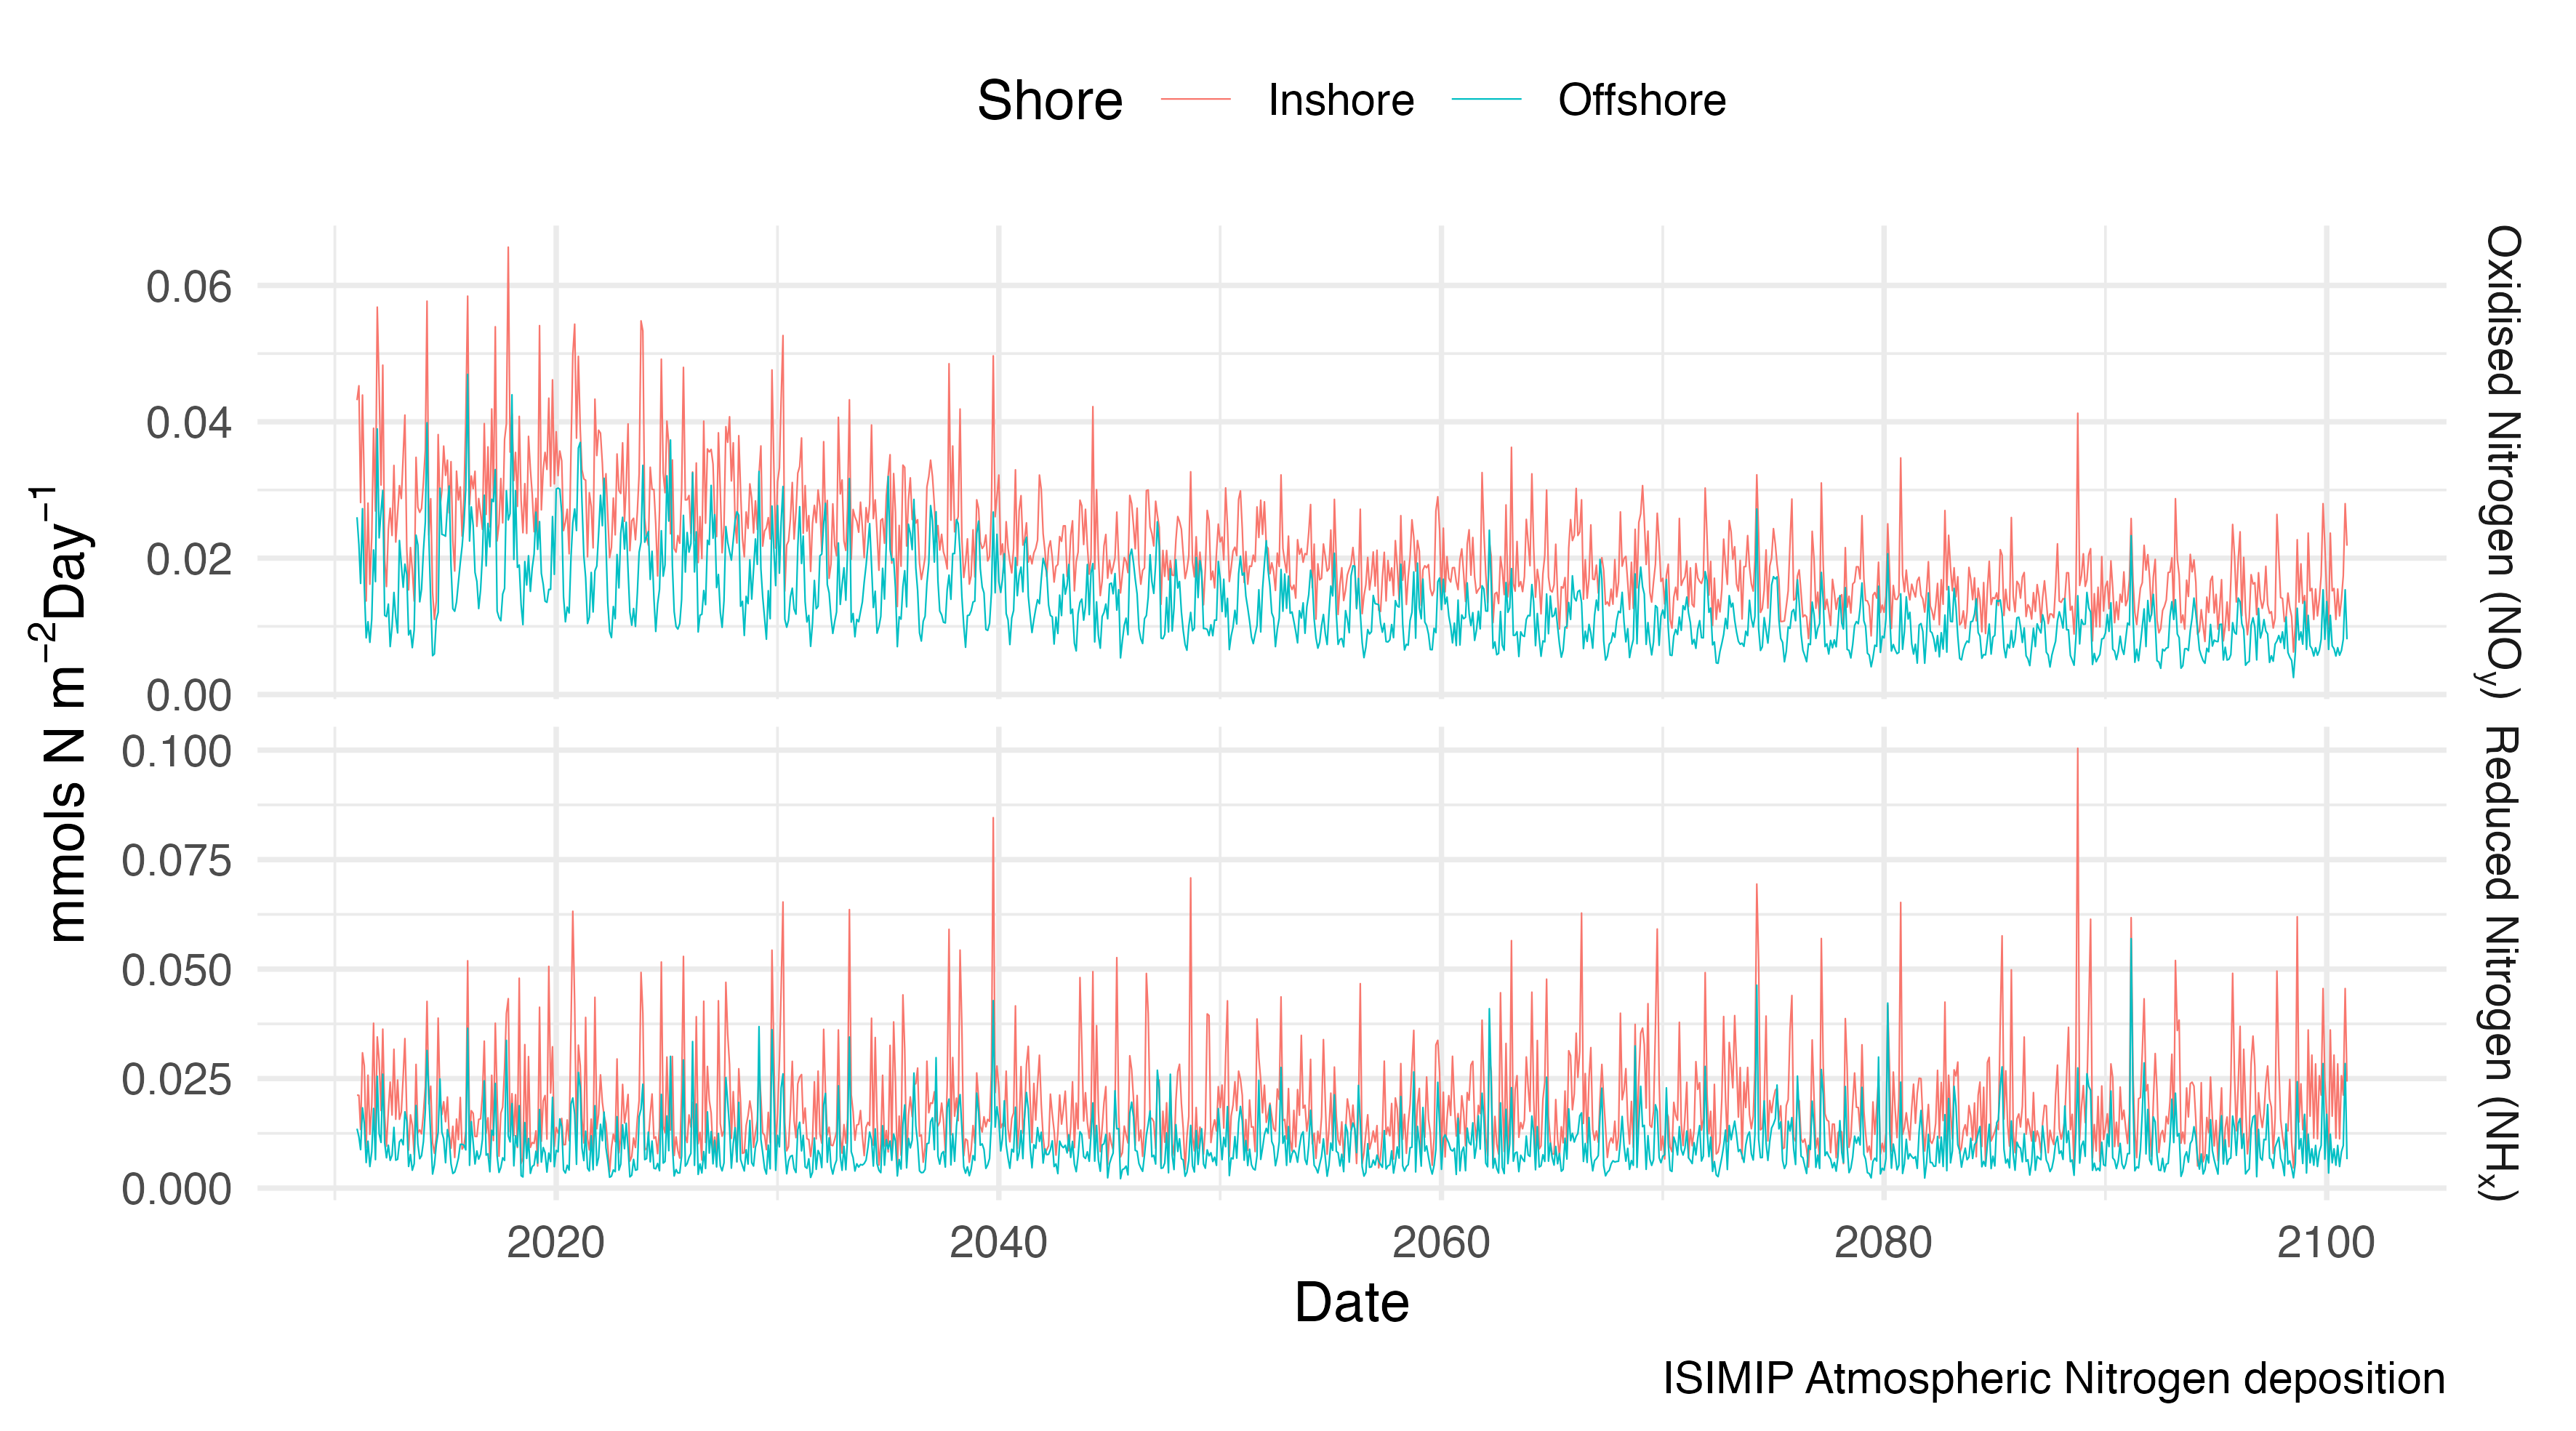 Shore Inshore Offshore
mmols N m⁻²Day⁻¹
0.06
0.04
0.02
0.00
Oxidised Nitrogen (NOy)
0.100
0.075
0.050
0.025
0.000
Reduced Nitrogen (NHx)
2020 2040 2060 2080 2100
Date
ISIMIP Atmospheric Nitrogen deposition